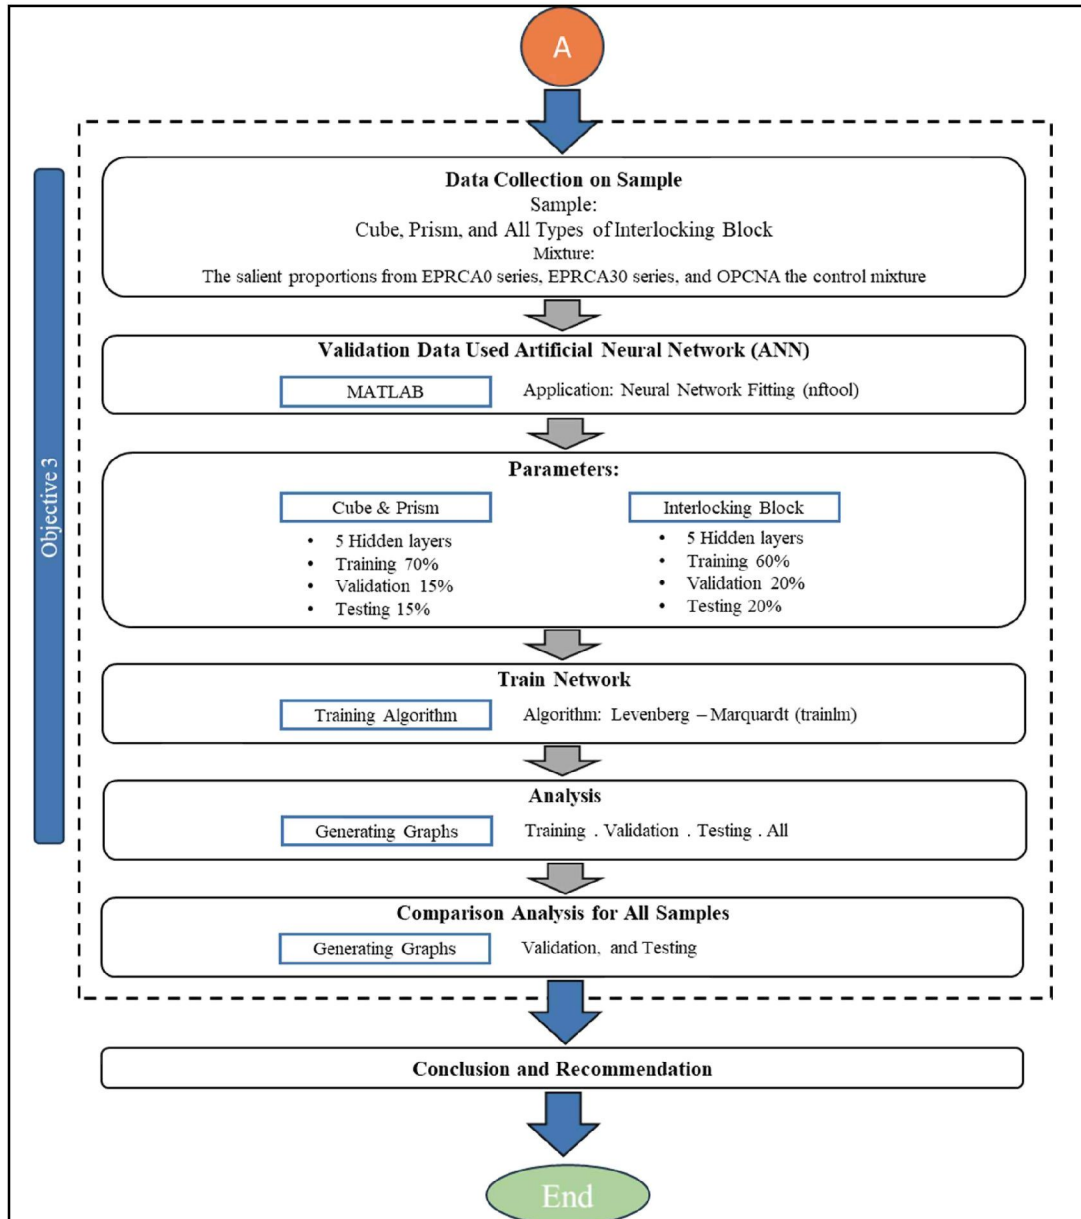 A
Objective 3
Data Collection on Sample
Sample:
Cube, Prism, and All Types of Interlocking Block
Mixture:
The salient proportions from EPRCA0 series, EPRCA30 series, and OPCNA the control mixture
Validation Data Used Artificial Neural Network (ANN)
MATLAB Application: Neural Network Fitting (nftool)
Parameters:
Cube & Prism
• 5 Hidden layers
• Training 70%
• Validation 15%
• Testing 15%
Interlocking Block
• 5 Hidden layers
• Training 60%
• Validation 20%
• Testing 20%
Train Network
Training Algorithm Algorithm: Levenberg – Marquardt (trainlm)
Analysis
Generating Graphs Training . Validation . Testing . All
Comparison Analysis for All Samples
Generating Graphs Validation, and Testing
Conclusion and Recommendation
End